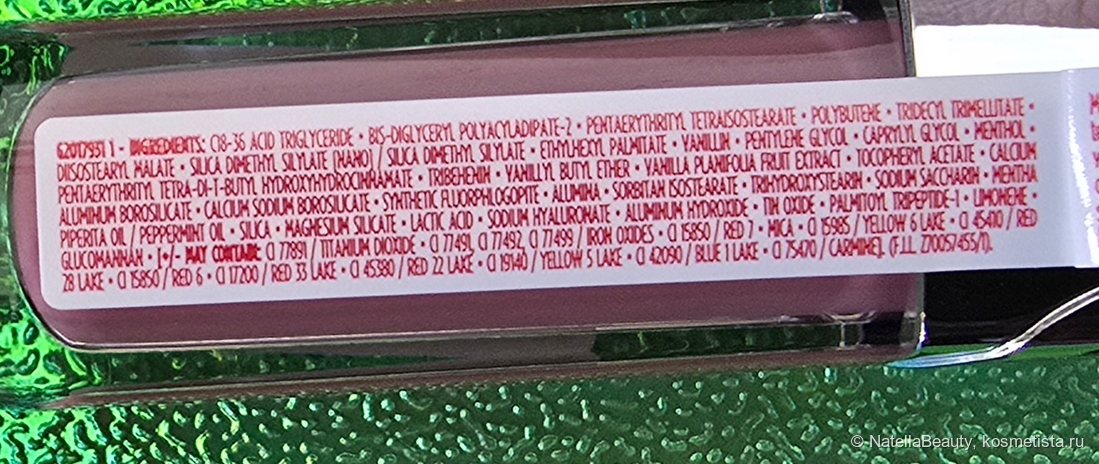 62017931 1 - INGREDIENTS: C18-36 ACID TRIGLYCERIDE • BIS-DIGLYCERYL POLYACYLADIPATE-2 • PENTAERYTHRITYL TETRAISOSTEARATE • POLYBUTENE • TRIDECYL TRIMELLITATE •
DIISOSTEARYL MALATE • SILICA DIMETHYL SILYLATE [NANO] / SILICA DIMETHYL SILYLATE • ETHYLHEXYL PALMITATE • VANILLIN • PENTYLENE GLYCOL • CAPRYLYL GLYCOL • MENTHOL •
PENTAERYTHRITYL TETRA-DI-T-BUTYL HYDROXYHYDROCINNAMATE • TRIBEHENIN • VANILLYL BUTYL ETHER • VANILLA PLANIFOLIA FRUIT EXTRACT • TOCOPHERYL ACETATE • CALCIUM
ALUMINUM BOROSILICATE • CALCIUM SODIUM BOROSILICATE • SYNTHETIC FLUORPHLOGOPITE • ALUMINA • SORBITAN ISOSTEARATE • TRIHYDROXYSTEARIN • SODIUM SACCHARIN • MENTHA
PIPERITA OIL / PEPPERMINT OIL • SILICA • MAGNESIUM SILICATE • LACTIC ACID • SODIUM HYALURONATE • ALUMINUM HYDROXIDE • TIN OXIDE • PALMITOYL TRIPEPTIDE-1 • LIMONENE •
GLUCOMANNAN • [+/- MAY CONTAIN: CI 77891 / TITANIUM DIOXIDE • CI 77491, CI 77492, CI 77499 / IRON OXIDES • CI 15850 / RED 7 • MICA • CI 15985 / YELLOW 6 LAKE • CI 45410 / RED
28 LAKE • CI 15850 / RED 6 • CI 17200 / RED 33 LAKE • CI 45380 / RED 22 LAKE • CI 19140 / YELLOW 5 LAKE • CI 42090 / BLUE 1 LAKE • CI 75470 / CARMINE]. (F.I.L. Z70057455/1).
© NatellaBeauty, kosmetista.ru